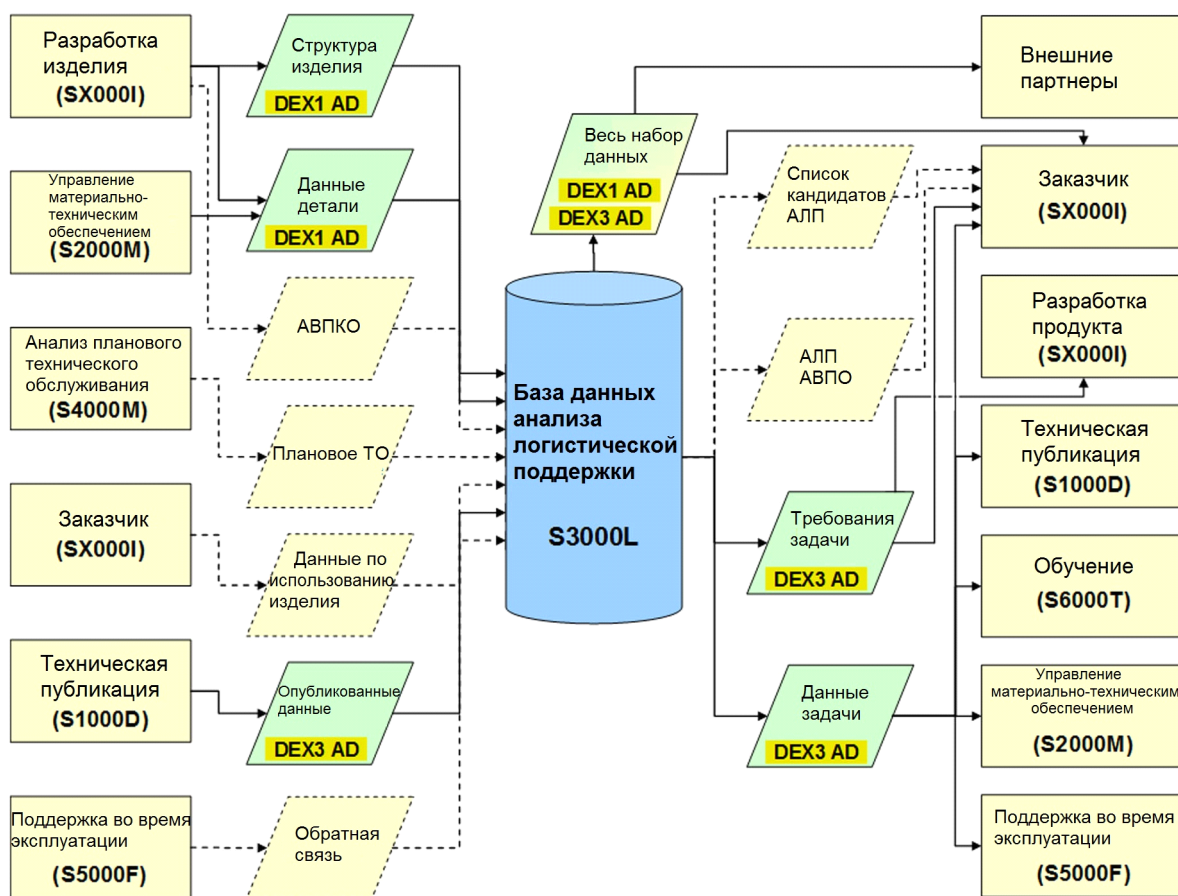 Разработка
изделия
(SX000I)
Структура
изделия
DEX1 AD
Управление
материально-
техническим
обеспечением
(S2000M)
Данные
детали
DEX1 AD
АВПКО
Анализ планового
технического
обслуживания
(S4000M)
Плановое ТО
Заказчик
(SX000I)
Данные по
использованию
изделия
Техническая
публикация
(S1000D)
Опубликованные
данные
DEX3 AD
Поддержка во время
эксплуатации
(S5000F)
Обратная
связь
Весь набор
данных
DEX1 AD
DEX3 AD
База данных
анализа
логистической
поддержки
S3000L
Список
кандидатов
АЛП
АЛП
АВПО
Требования
задачи
DEX3 AD
Данные
задачи
DEX3 AD
Внешние
партнеры
Заказчик
(SX000I)
Разработка
продукта
(SX000I)
Техническая
публикация
(S1000D)
Обучение
(S6000T)
Управление
материально-техническим
обеспечением
(S2000M)
Поддержка во время
эксплуатации
(S5000F)